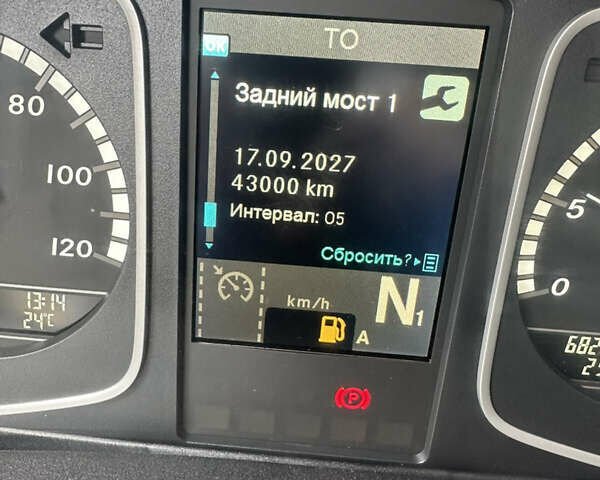 ТО
OK
Задний мост 1
17.09.2027
43000 km
Интервал: 05
Сбросить?
km/h
N1
A
80
100
120
13:14
24°C
5
0
P